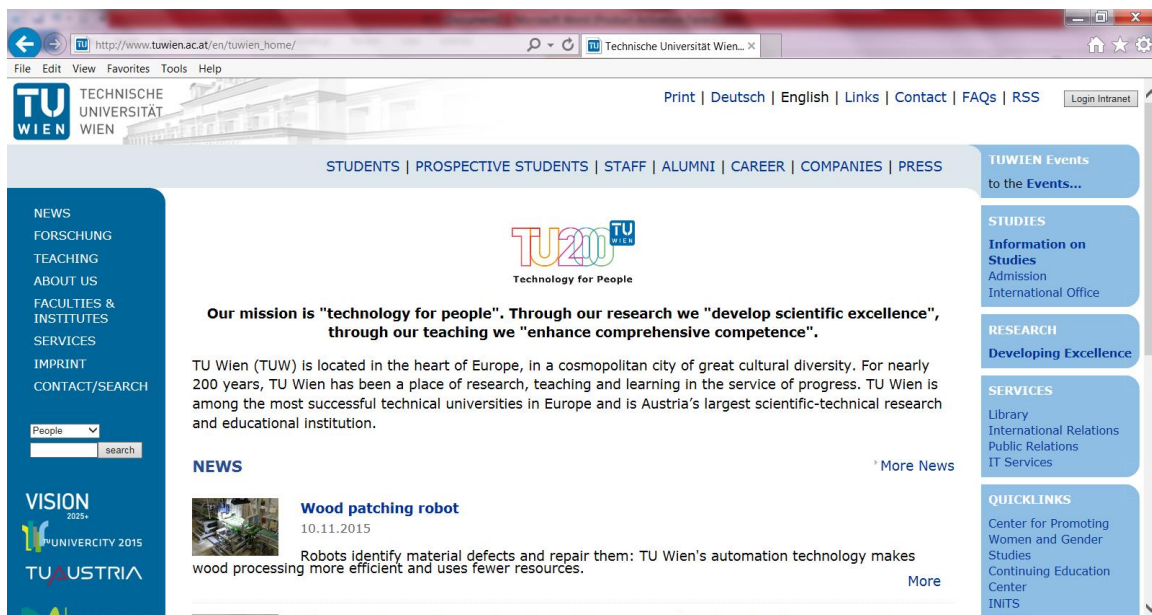 http://www.tuwien.ac.at/en/tuwien_home/
Technische Universität Wien...
File Edit View Favorites Tools Help
TU
WIEN
TECHNISCHE
UNIVERSITÄT
WIEN
Print | Deutsch | English | Links | Contact | FAQs | RSS
Login Intranet
STUDENTS | PROSPECTIVE STUDENTS | STAFF | ALUMNI | CAREER | COMPANIES | PRESS
NEWS
FORSCHUNG
TEACHING
ABOUT US
FACULTIES &
INSTITUTES
SERVICES
IMPRINT
CONTACT/SEARCH
People
search
VISION
2025+
TU UNIVERCITY 2015
TU AUSTRIA
TU200
TU
WIEN
Technology for People
Our mission is "technology for people". Through our research we "develop scientific excellence",
through our teaching we "enhance comprehensive competence".
TU Wien (TUW) is located in the heart of Europe, in a cosmopolitan city of great cultural diversity. For nearly
200 years, TU Wien has been a place of research, teaching and learning in the service of progress. TU Wien is
among the most successful technical universities in Europe and is Austria's largest scientific-technical research
and educational institution.
NEWS
More News
Wood patching robot
10.11.2015
Robots identify material defects and repair them: TU Wien's automation technology makes
wood processing more efficient and uses fewer resources.
More
TUWIEN Events
to the Events...
STUDIES
Information on
Studies
Admission
International Office
RESEARCH
Developing Excellence
SERVICES
Library
International Relations
Public Relations
IT Services
QUICKLINKS
Center for Promoting
Women and Gender
Studies
Continuing Education
Center
INiTS